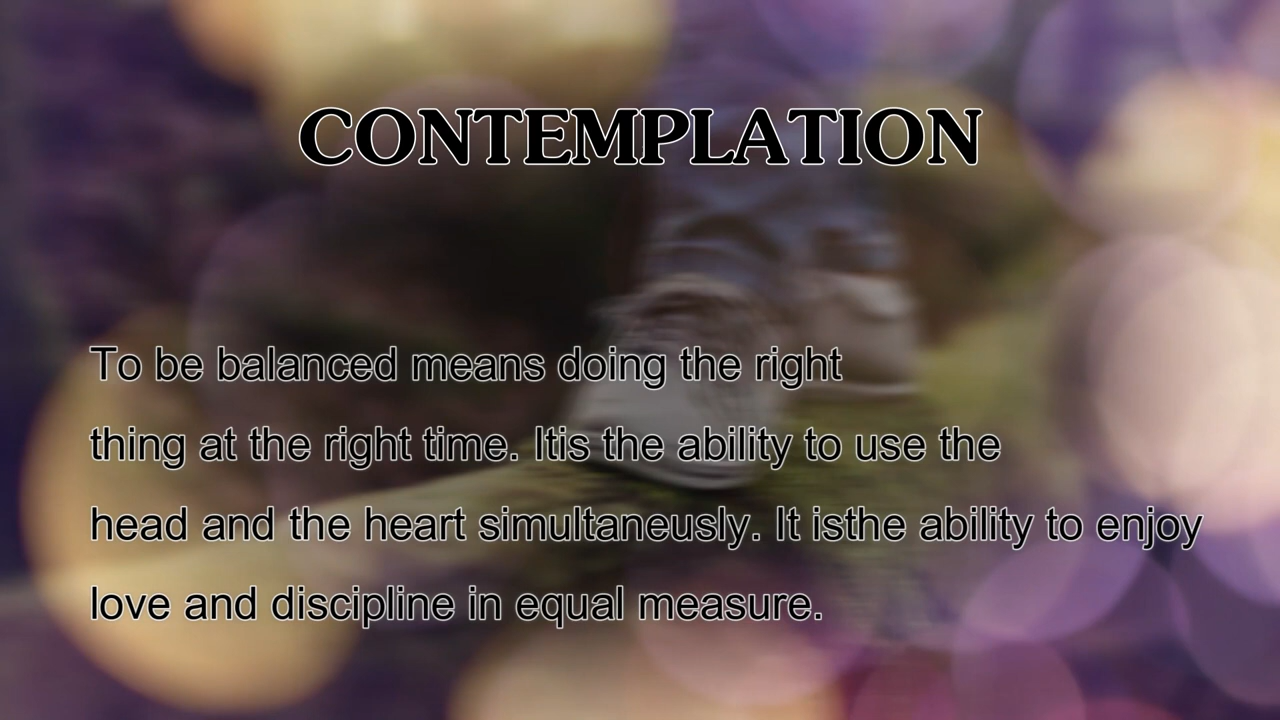 CONTEMPLATION
To be balanced means doing the right
thing at the right time. Itis the ability to use the
head and the heart simultaneusly. It isthe ability to enjoy
love and discipline in equal measure.